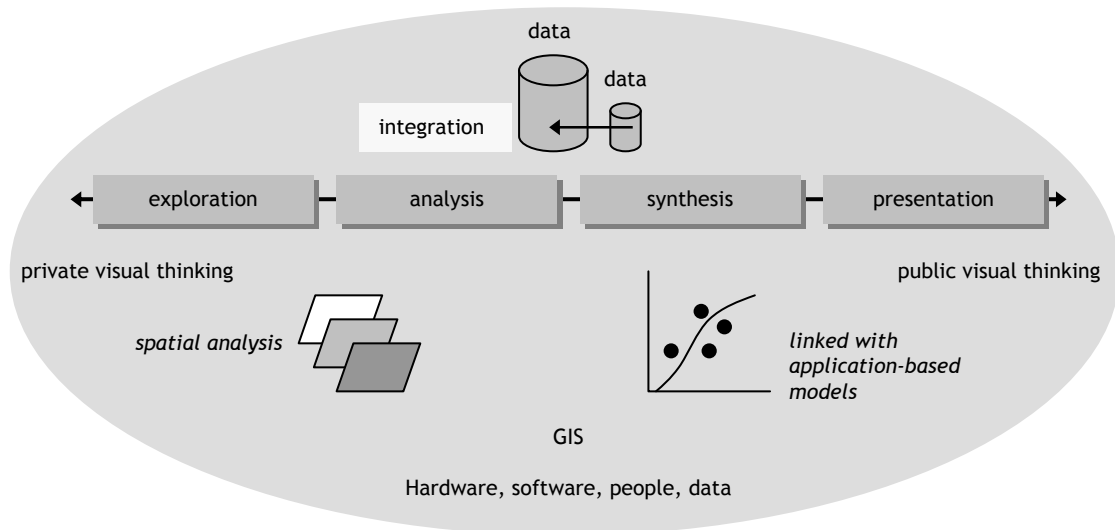 data
data
integration
exploration
analysis
synthesis
presentation
private visual thinking
public visual thinking
spatial analysis
linked with
application-based
models
GIS
Hardware, software, people, data